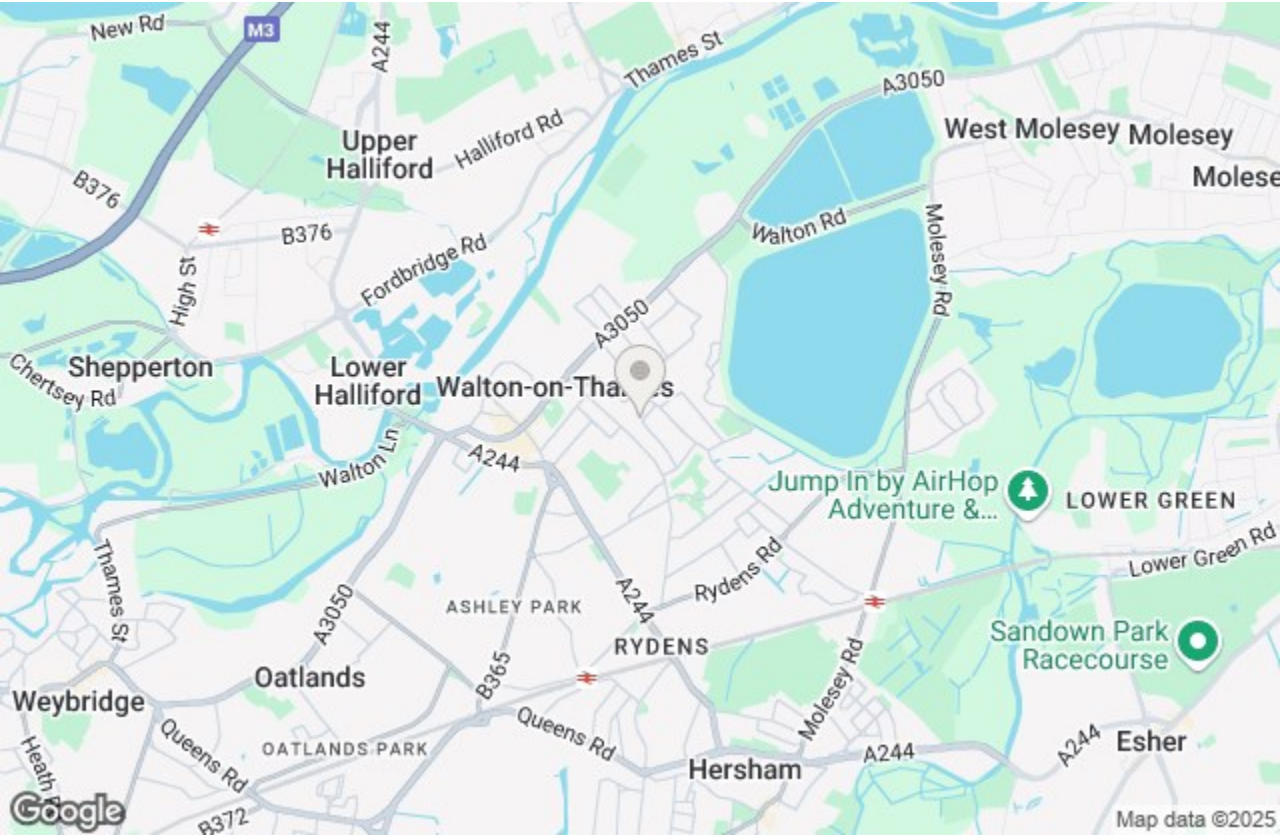 New Rd
M3
A244
Thames St
A3050
Upper
Halliford
Halliford Rd
West Molesey
Molesey
Molese
B376
B376
Walton Rd
Molesey Rd
Fordbridge Rd
High St
A3050
Shepperton
Chertsey Rd
Lower
Halliford
Walton-on-Tha
es
Walton Ln
A244
Jump In by AirHop
Adventure &...
LOWER GREEN
Thames St
A3050
ASHLEY PARK
A244
Rydens Rd
Lower Green Rd
RYDENS
Sandown Park
Racecourse
Oatlands
B365
Molesey Rd
Weybridge
Queens Rd
OATLANDS PARK
Queens Rd
Hersham
A244
A244
Esher
Heath
B372
Google
Map data ©2025